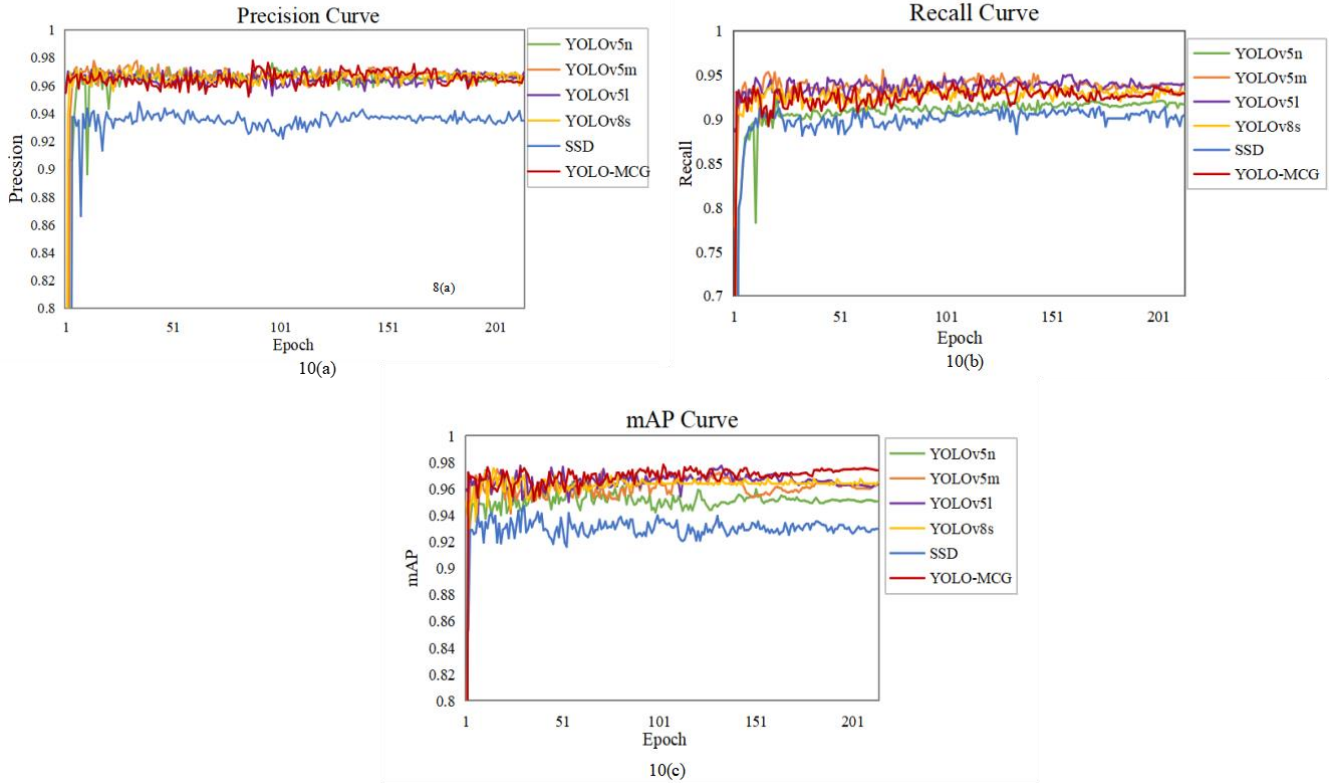 Precision Curve
1
0.98
0.96
0.94
0.92
0.9
0.88
0.86
0.84
0.82
0.8
Precsion
1
51
101
151
201
Epoch
8(a)
YOLOv5n
YOLOv5m
YOLOv5l
YOLOv8s
SSD
YOLO-MCG
10(a)
Recall Curve
1
0.95
0.9
0.85
0.8
0.7
Recall
1
51
101
151
201
Epoch
YOLOv5n
YOLOv5m
YOLOv5l
YOLOv8s
SSD
YOLO-MCG
10(b)
mAP Curve
1
0.98
0.96
0.94
0.92
0.9
0.88
0.86
0.84
0.82
0.8
mAP
1
51
101
151
201
Epoch
YOLOv5n
YOLOv5m
YOLOv5l
YOLOv8s
SSD
YOLO-MCG
10(c)